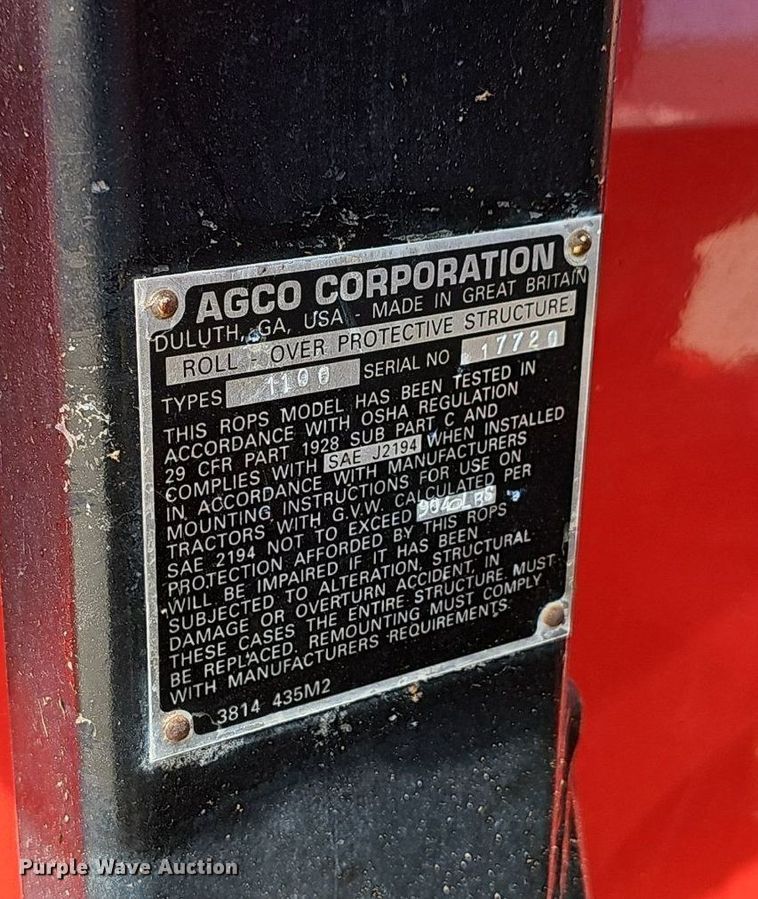 AGCO CORPORATION
DULUTH, GA, USA - MADE IN GREAT BRITAIN
ROLL - OVER PROTECTIVE STRUCTURE.
TYPES 1100 SERIAL NO 17720
THIS ROPS MODEL HAS BEEN TESTED IN
ACCORDANCE WITH OSHA REGULATION
29 CFR PART 1928 SUB PART C AND
COMPLIES WITH SAE J2194 WHEN INSTALLED
IN ACCORDANCE WITH MANUFACTURERS
MOUNTING INSTRUCTIONS FOR USE ON
TRACTORS WITH G.V.W. CALCULATED PER
SAE 2194 NOT TO EXCEED LBS
PROTECTION AFFORDED BY THIS ROPS
WILL BE IMPAIRED IF IT HAS BEEN
SUBJECTED TO ALTERATION, STRUCTURAL
DAMAGE OR OVERTURN ACCIDENT. IN
THESE CASES THE ENTIRE STRUCTURE MUST
BE REPLACED. REMOUNTING MUST COMPLY
WITH MANUFACTURERS REQUIREMENTS.
3814 435M2
Purple Wave Auction